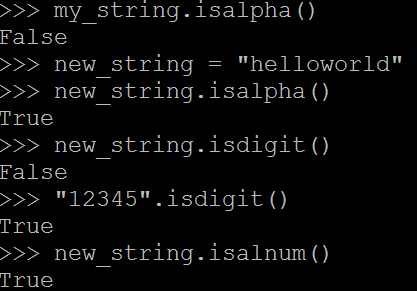 >>> my_string.isalpha()
False
>>> new_string = "helloworld"
>>> new_string.isalpha()
True
>>> new_string.isdigit()
False
>>> "12345".isdigit()
True
>>> new_string.isalnum()
True